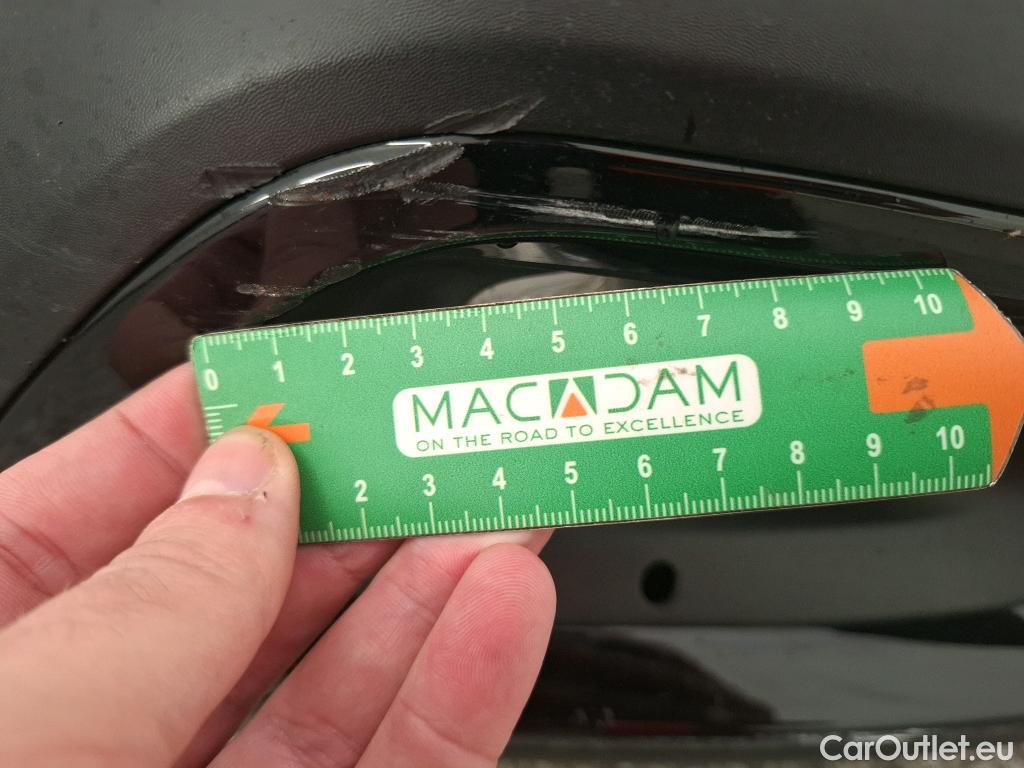 0 1 2 3 4 5 6 7 8 9 10
MACADAM
ON THE ROAD TO EXCELLENCE
2 3 4 5 6 7 8 9 10
CarOutlet.eu